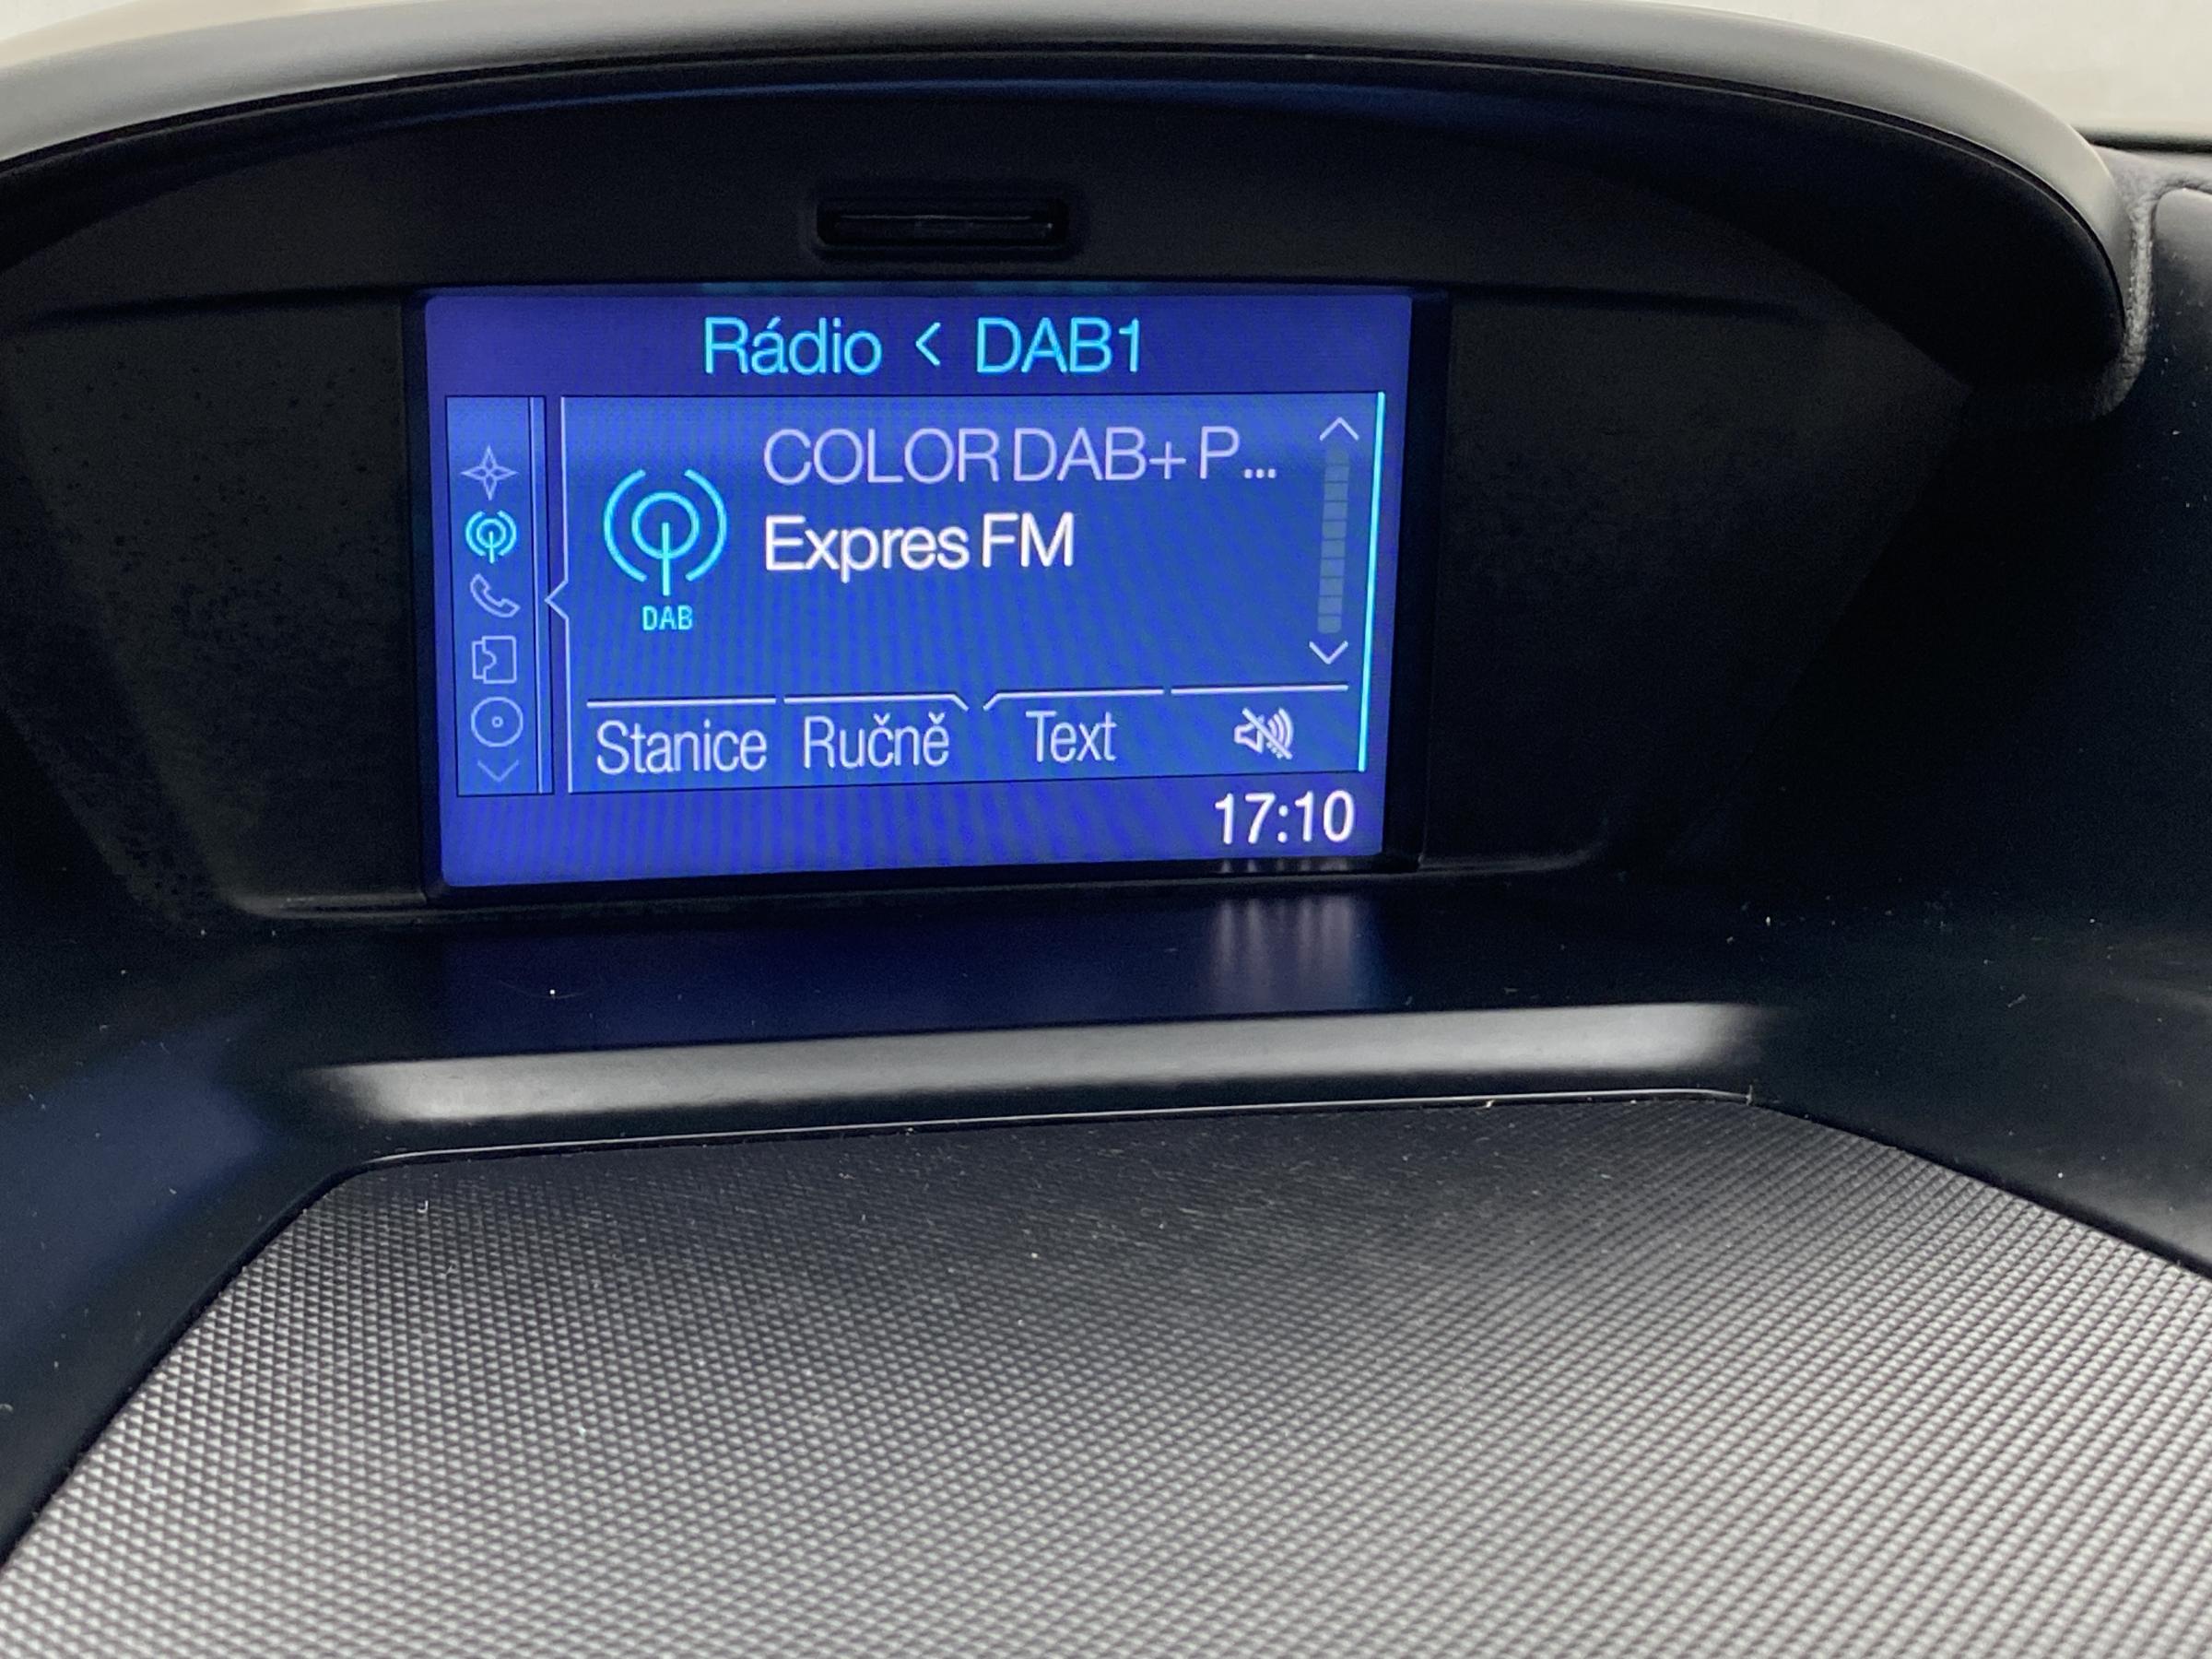 Rádio < DAB1
COLOR DAB+ P...
Expres FM
DAB
Stanice Ručně Text
17:10